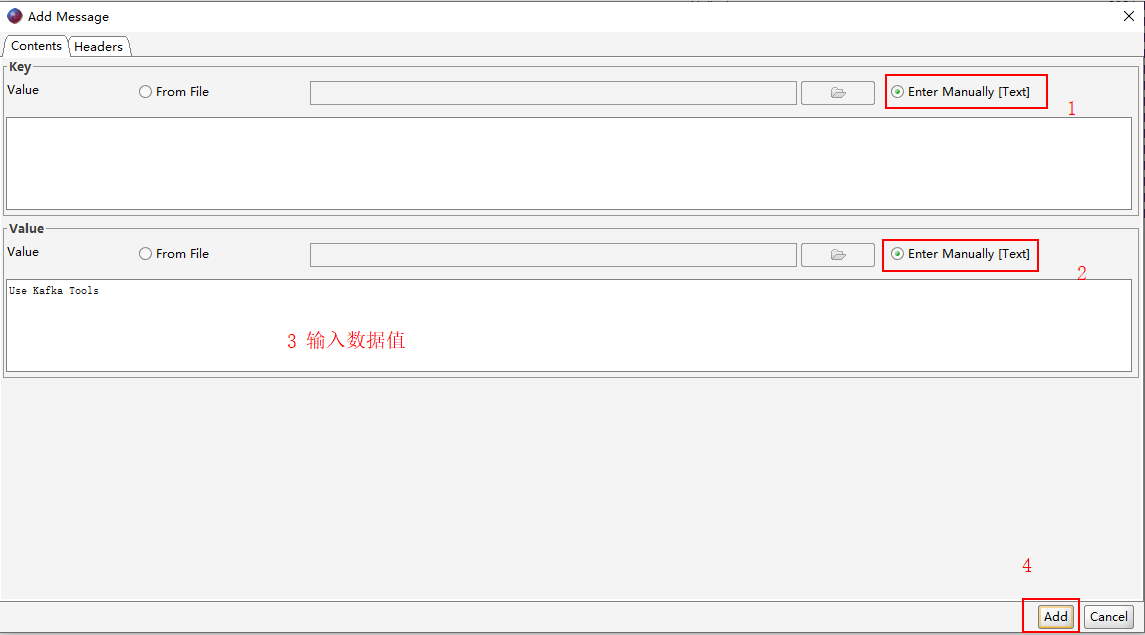 Add Message
Contents Headers
Key
Value From File Enter Manually [Text]
1
Value
Value From File Enter Manually [Text]
2
Use Kafka Tools
3 输入数据值
4
Add Cancel